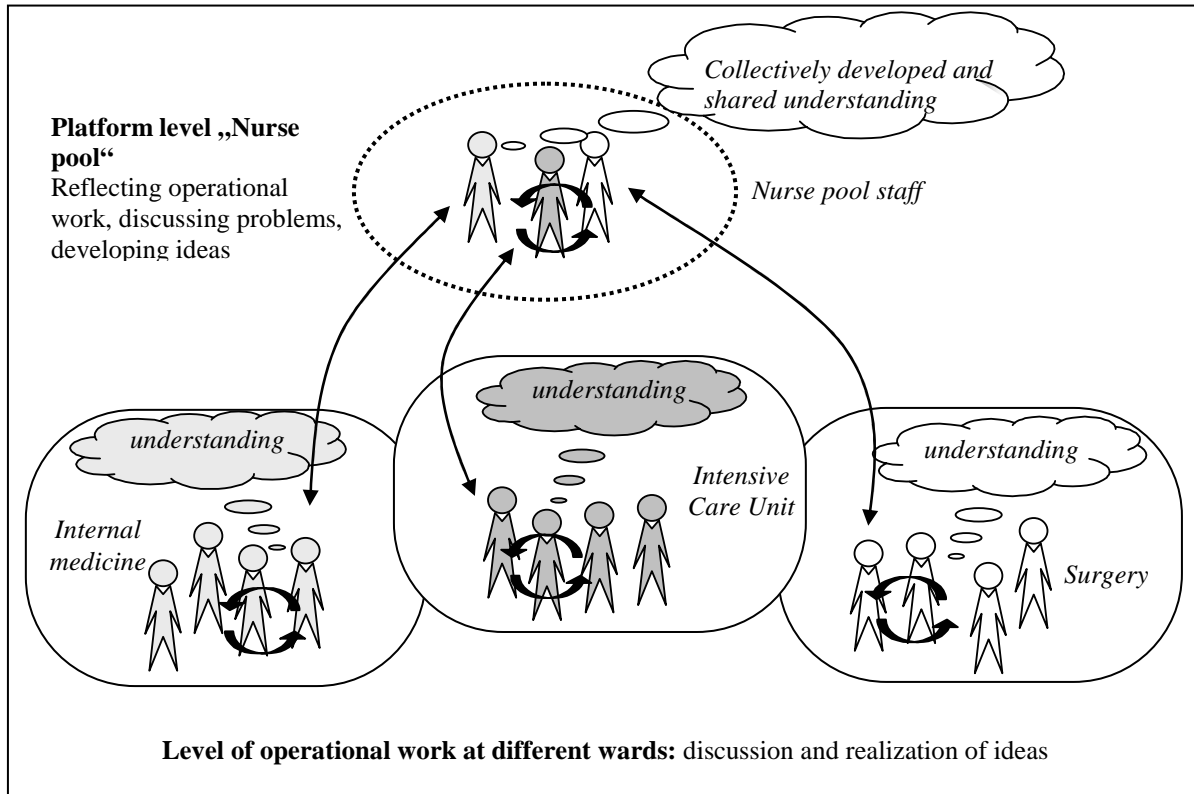 Collectively developed and
shared understanding
Platform level „Nurse
pool“
Reflecting operational
work, discussing problems,
developing ideas
Nurse pool staff
understanding
understanding
understanding
Internal
medicine
Intensive
Care Unit
Surgery
Level of operational work at different wards: discussion and realization of ideas